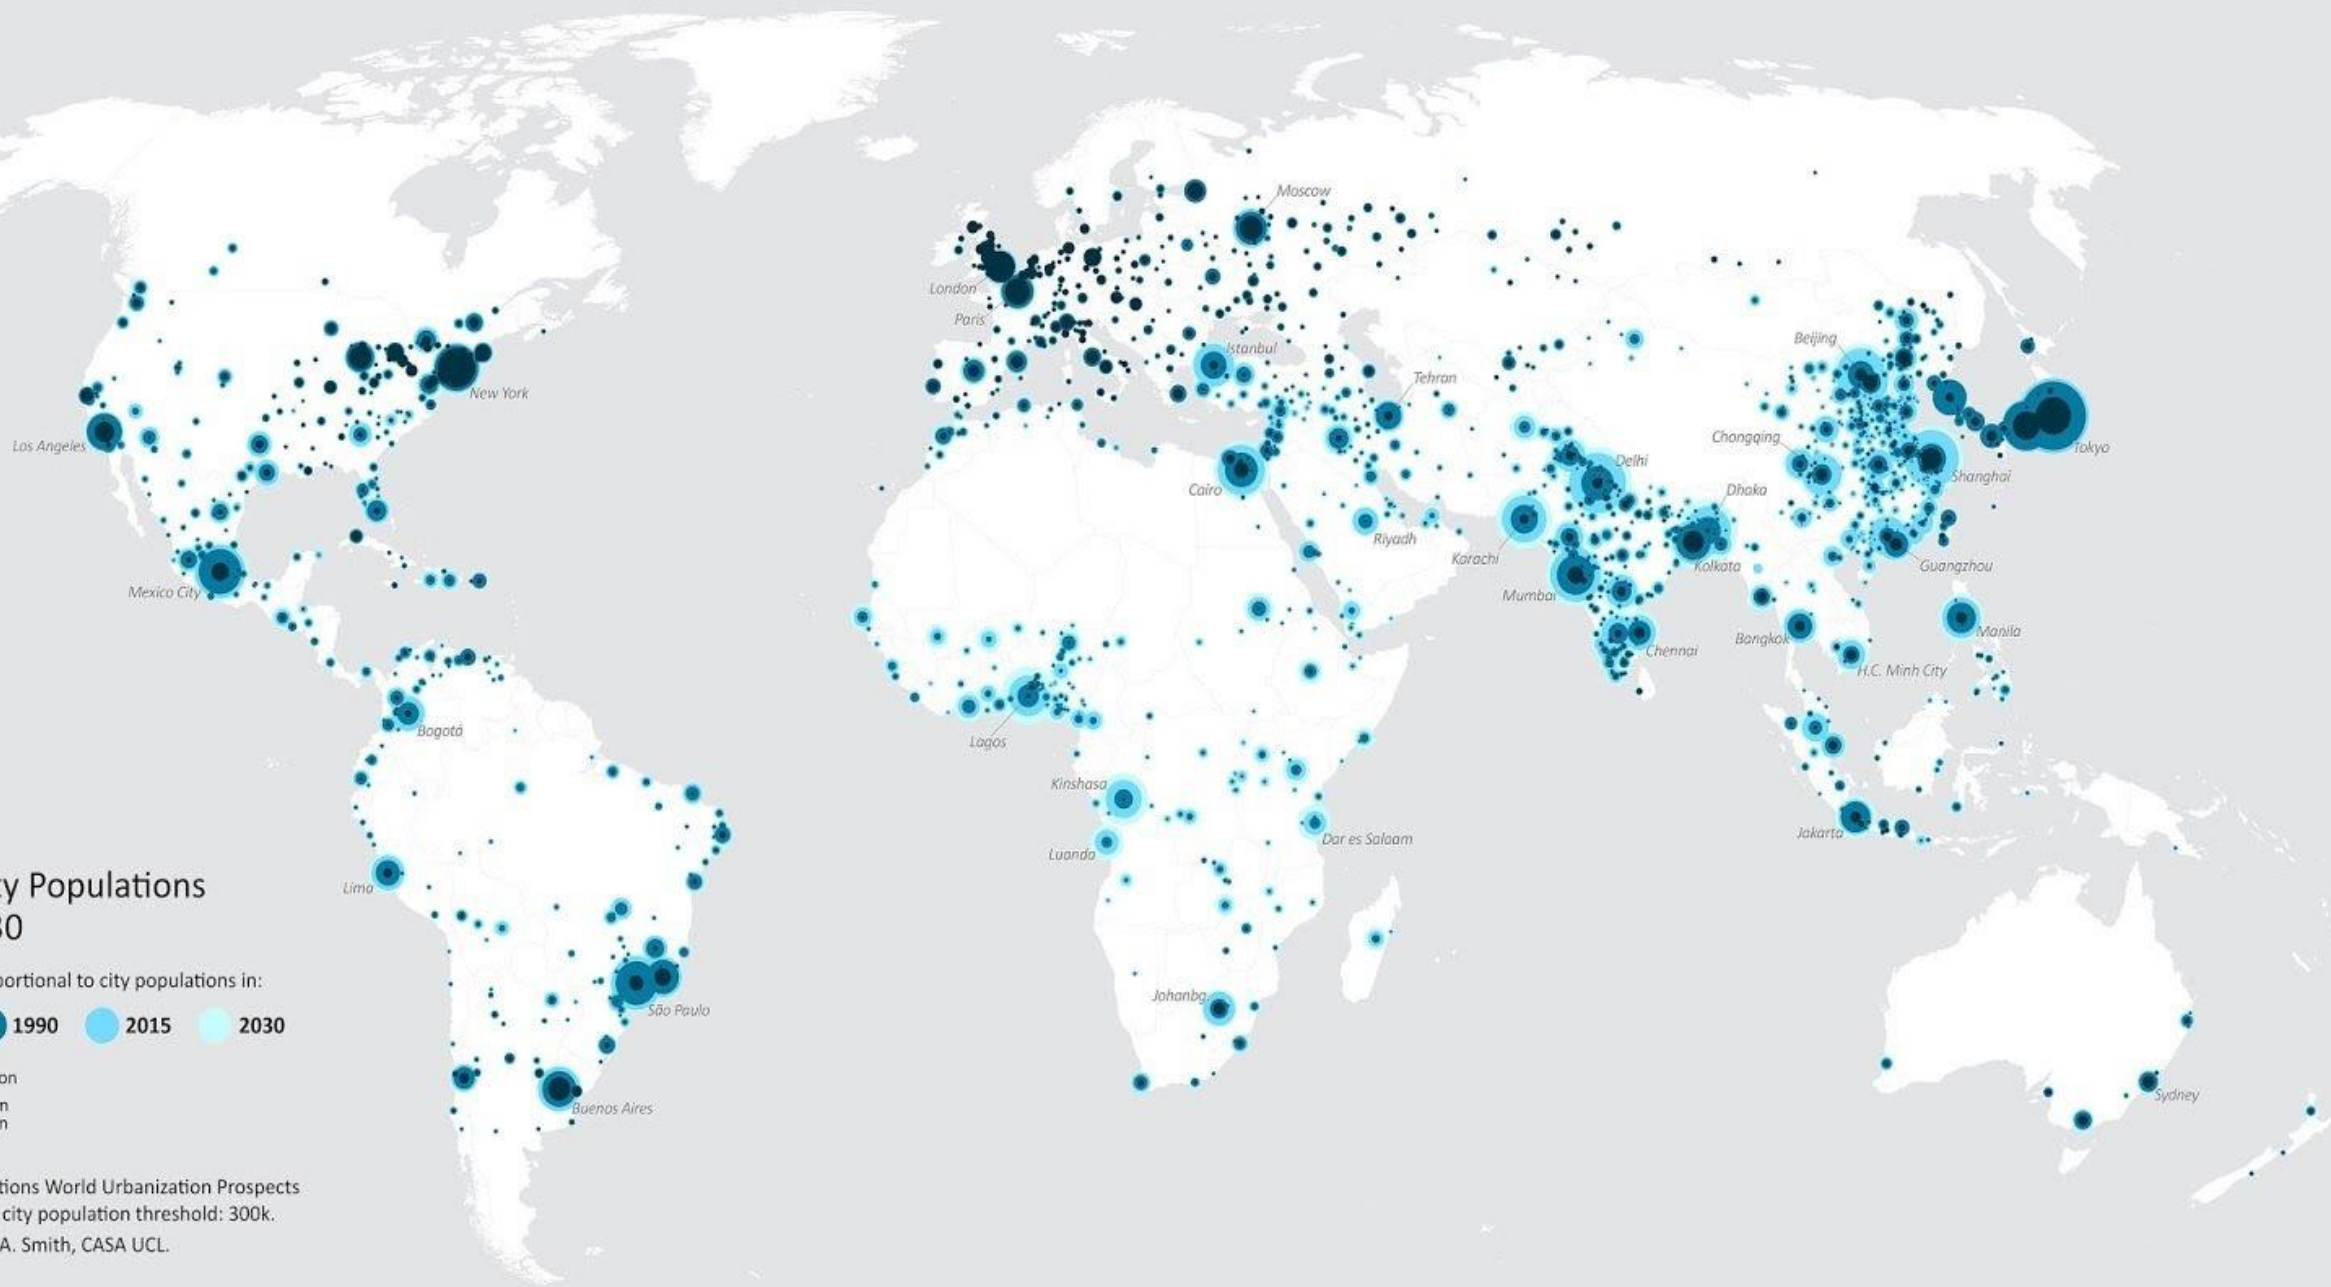 Moscow
London
Paris
Beijing
Istanbul
Tehran
New York
Los Angeles
Chongqing
Tokyo
Delhi
Shanghai
Cairo
Dhaka
Riyadh
Karachi
Kolkata
Guangzhou
Mexico City
Mumbai
Manila
Bangkok
Chennai
H.C. Minh City
Bogotá
Lagos
Kinshasa
Jakarta
Dar es Salaam
Luanda
Lima
Johanbg.
São Paulo
Sydney
Buenos Aires
ty Populations
30
portional to city populations in:
1990 2015 2030
on
n
n
tions World Urbanization Prospects
city population threshold: 300k.
A. Smith, CASA UCL.